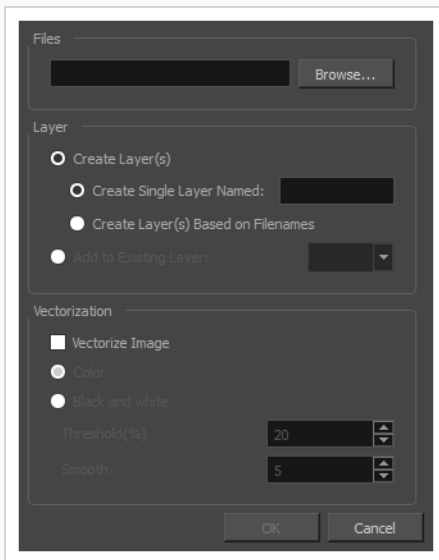 Files
Browse...
Layer
Create Layer(s)
Create Single Layer Named:
Create Layer(s) Based on Filenames
Add to Existing Layer:
Vectorization
Vectorize Image
Color
Black and white
Threshold(%) 20
Smooth 5
OK Cancel